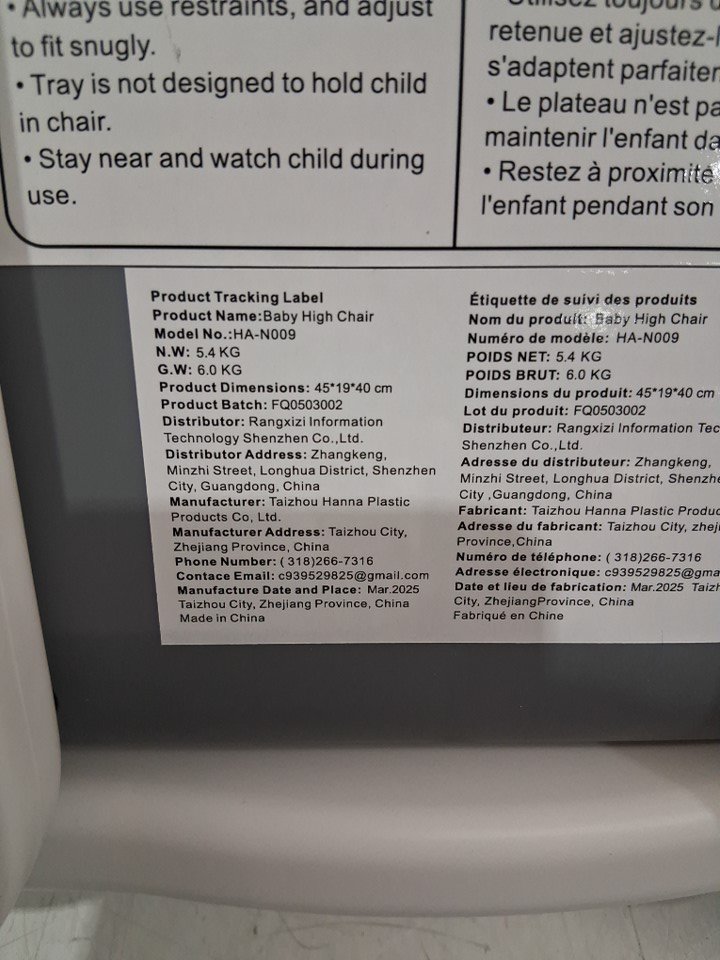 • Always use restraints, and adjust
to fit snugly.
• Tray is not designed to hold child
in chair.
• Stay near and watch child during
use.
• Utilisez toujours
retenue et ajustez-l
s'adaptent parfaitem
• Le plateau n'est pa
maintenir l'enfant da
• Restez à proximité
l'enfant pendant son
Product Tracking Label
Product Name:Baby High Chair
Model No.:HA-N009
N.W: 5.4 KG
G.W: 6.0 KG
Product Dimensions: 45*19*40 cm
Product Batch: FQ0503002
Distributor: Rangxizi Information
Technology Shenzhen Co.,Ltd.
Distributor Address: Zhangkeng,
Minzhi Street, Longhua District, Shenzhen
City, Guangdong, China
Manufacturer: Taizhou Hanna Plastic
Products Co, Ltd.
Manufacturer Address: Taizhou City,
Zhejiang Province, China
Phone Number: ( 318)266-7316
Contace Email: c939529825@gmail.com
Manufacture Date and Place: Mar.2025
Taizhou City, Zhejiang Province, China
Made in China
Étiquette de suivi des produits
Nom du produit: Baby High Chair
Numéro de modèle: HA-N009
POIDS NET: 5.4 KG
POIDS BRUT: 6.0 KG
Dimensions du produit: 45*19*40 cm
Lot du produit: FQ0503002
Distributeur: Rangxizi Information Tec
Shenzhen Co.,Ltd.
Adresse du distributeur: Zhangkeng,
Minzhi Street, Longhua District, Shenzhe
City ,Guangdong, China
Fabricant: Taizhou Hanna Plastic Produc
Adresse du fabricant: Taizhou City, zheji
Province,China
Numéro de téléphone: ( 318)266-7316
Adresse électronique: c939529825@gma
Date et lieu de fabrication: Mar.2025 Taizh
City, ZhejiangProvince, China
Fabriqué en Chine